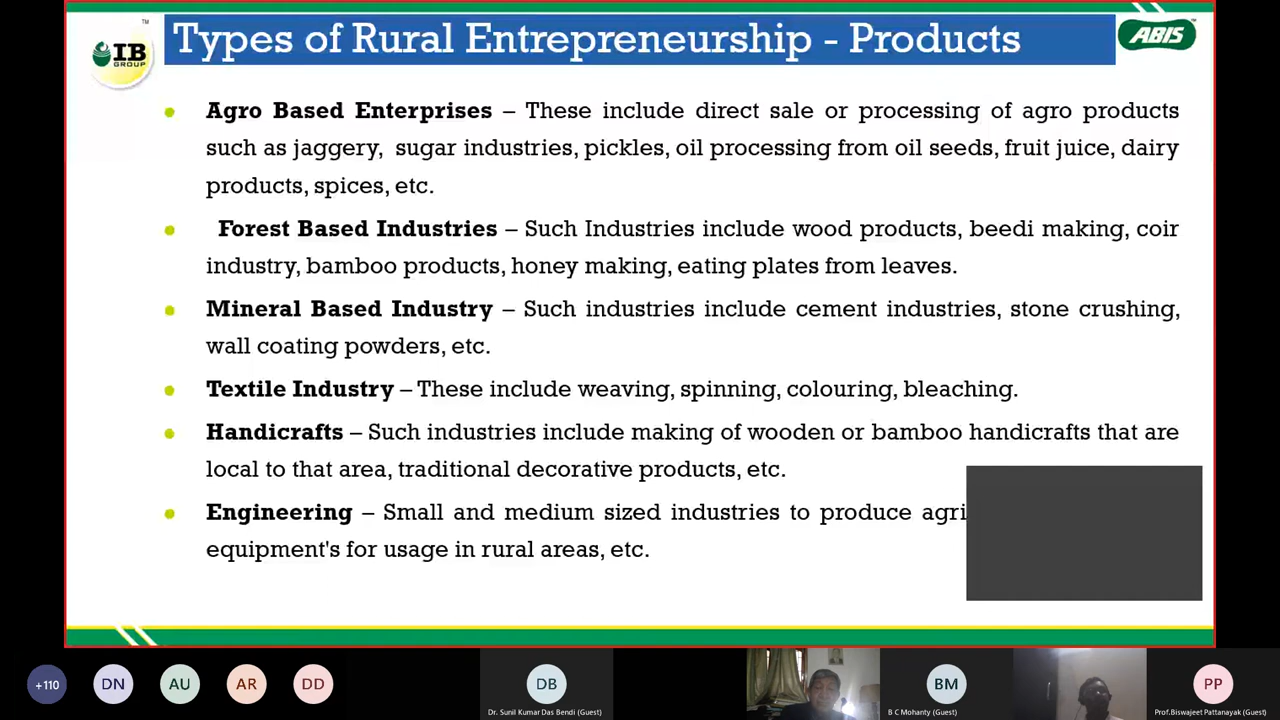 Types of Rural Entrepreneurship - Products
TM
IB
GROUP
ABIS
Agro Based Enterprises – These include direct sale or processing of agro products
such as jaggery, sugar industries, pickles, oil processing from oil seeds, fruit juice, dairy
products, spices, etc.
Forest Based Industries – Such Industries include wood products, beedi making, coir
industry, bamboo products, honey making, eating plates from leaves.
Mineral Based Industry – Such industries include cement industries, stone crushing,
wall coating powders, etc.
Textile Industry – These include weaving, spinning, colouring, bleaching.
Handicrafts – Such industries include making of wooden or bamboo handicrafts that are
local to that area, traditional decorative products, etc.
Engineering – Small and medium sized industries to produce agri
equipment's for usage in rural areas, etc.
+110 DN AU AR DD DB BM PP
Dr. Sunil Kumar Das Bendi (Guest) B C Mohanty (Guest) Prof.Biswajeet Pattanayak (Guest)